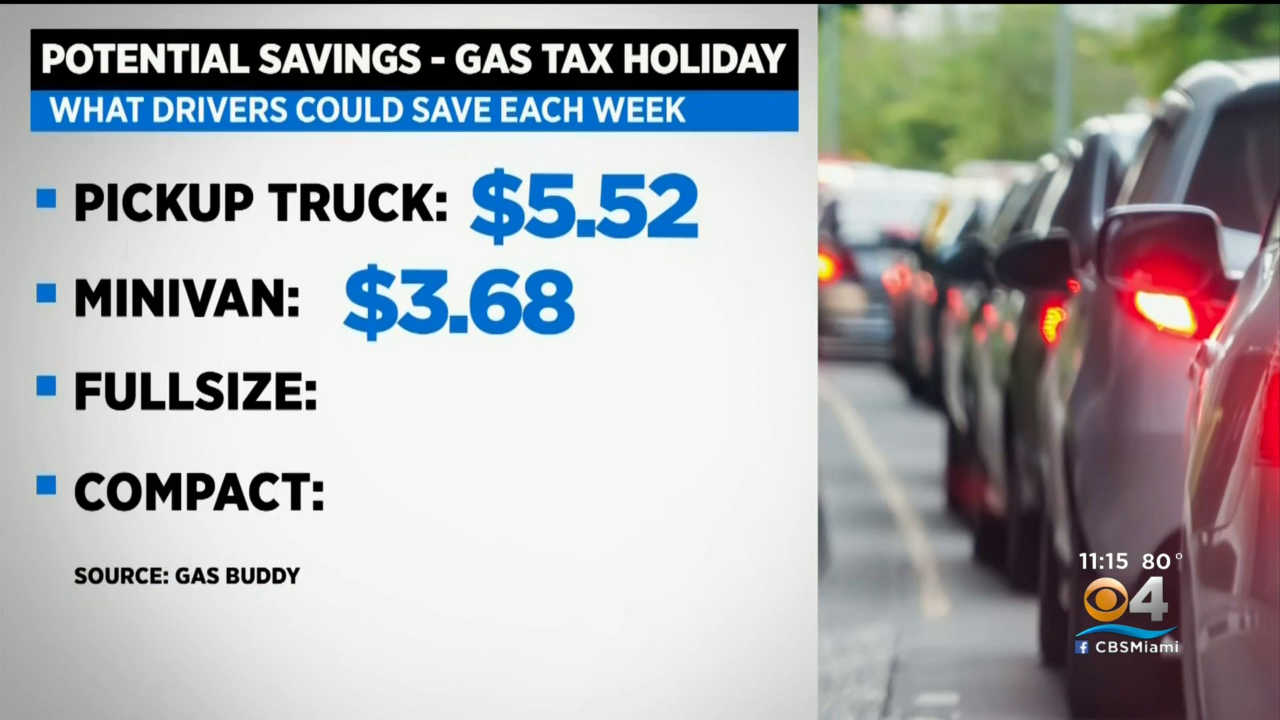 POTENTIAL SAVINGS - GAS TAX HOLIDAY
WHAT DRIVERS COULD SAVE EACH WEEK
PICKUP TRUCK: $5.52
MINIVAN: $3.68
FULLSIZE:
COMPACT:
SOURCE: GAS BUDDY
11:15 80°
4
f CBSMiami